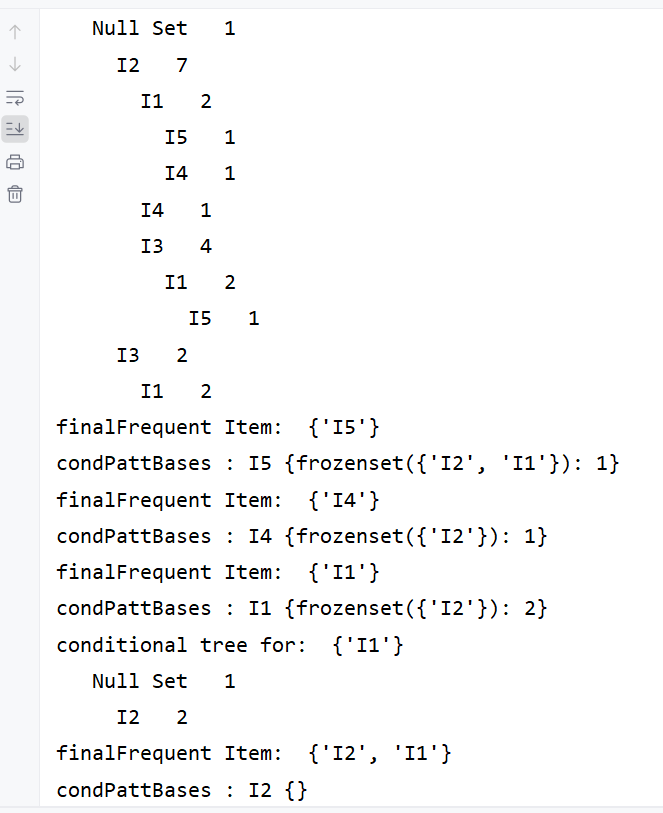 Null Set   1
I2   7
I1   2
I5   1
I4   1
I4   1
I3   4
I1   2
I5   1
I3   2
I1   2
finalFrequent Item:  {'I5'}
condPattBases : I5 {frozenset({'I2', 'I1'}): 1}
finalFrequent Item:  {'I4'}
condPattBases : I4 {frozenset({'I2'}): 1}
finalFrequent Item:  {'I1'}
condPattBases : I1 {frozenset({'I2'}): 2}
conditional tree for:  {'I1'}
Null Set   1
I2   2
finalFrequent Item:  {'I2', 'I1'}
condPattBases : I2 {}